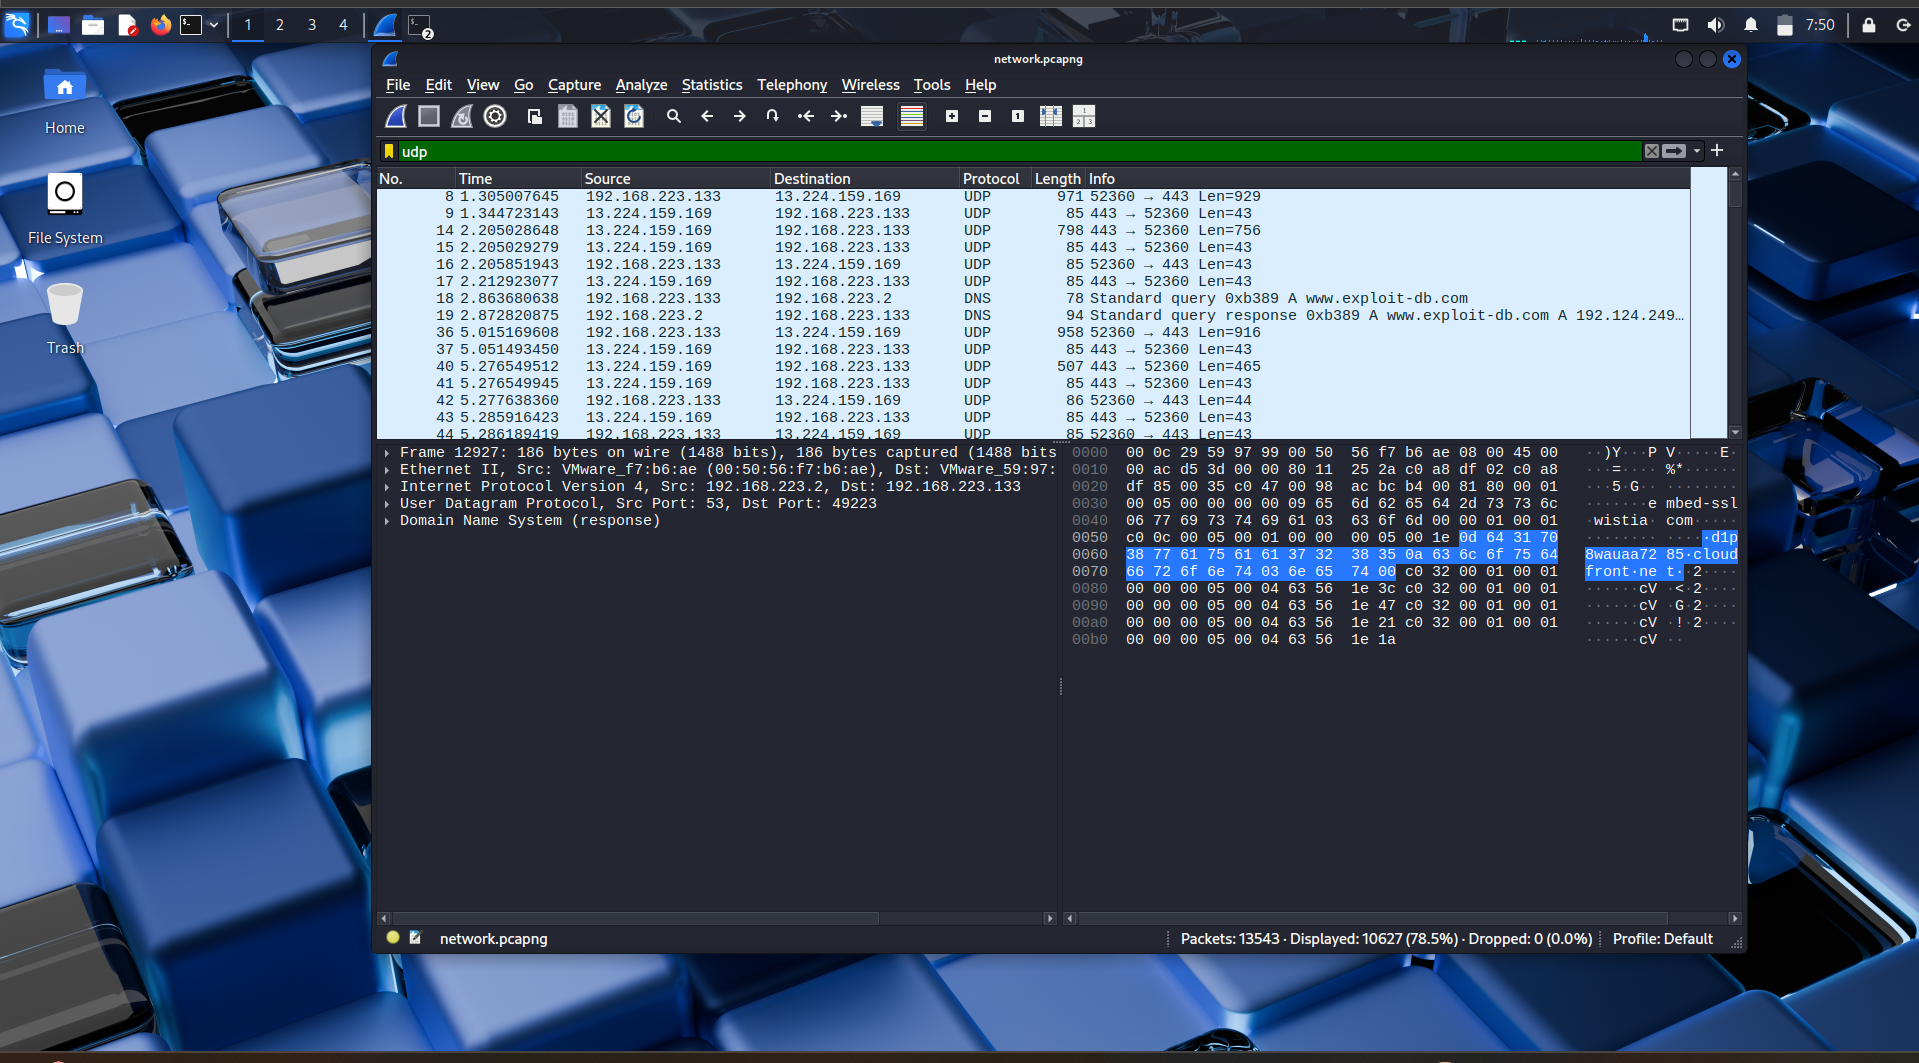 1 2 3 4 2 7:50
Home
File System
Trash
network.pcapng
File Edit View Go Capture Analyze Statistics Telephony Wireless Tools Help
udp
No. Time Source Destination Protocol Length Info
8 1.305007645 192.168.223.133 13.224.159.169 UDP 971 52360 → 443 Len=929
9 1.344723143 13.224.159.169 192.168.223.133 UDP 85 443 → 52360 Len=43
14 2.205028648 13.224.159.169 192.168.223.133 UDP 798 443 → 52360 Len=756
15 2.205029279 13.224.159.169 192.168.223.133 UDP 85 443 → 52360 Len=43
16 2.205851943 192.168.223.133 13.224.159.169 UDP 85 52360 → 443 Len=43
17 2.212923077 13.224.159.169 192.168.223.133 UDP 85 443 → 52360 Len=43
18 2.863680638 192.168.223.133 192.168.223.2 DNS 78 Standard query 0xb389 A www.exploit-db.com
19 2.872820875 192.168.223.2 192.168.223.133 DNS 94 Standard query response 0xb389 A www.exploit-db.com A 192.124.249…
36 5.015169608 192.168.223.133 13.224.159.169 UDP 958 52360 → 443 Len=916
37 5.051493450 13.224.159.169 192.168.223.133 UDP 85 443 → 52360 Len=43
40 5.276549512 13.224.159.169 192.168.223.133 UDP 507 443 → 52360 Len=465
41 5.276549945 13.224.159.169 192.168.223.133 UDP 85 443 → 52360 Len=43
42 5.277638360 192.168.223.133 13.224.159.169 UDP 86 52360 → 443 Len=44
43 5.285916423 13.224.159.169 192.168.223.133 UDP 85 443 → 52360 Len=43
44 5.286189419 192.168.223.133 13.224.159.169 UDP 85 52360 → 443 Len=43
Frame 12927: 186 bytes on wire (1488 bits), 186 bytes captured (1488 bits
Ethernet II, Src: VMware_f7:b6:ae (00:50:56:f7:b6:ae), Dst: VMware_59:97:
Internet Protocol Version 4, Src: 192.168.223.2, Dst: 192.168.223.133
User Datagram Protocol, Src Port: 53, Dst Port: 49223
Domain Name System (response)
0000 00 0c 29 59 97 99 00 50 56 f7 b6 ae 08 00 45 00 ··)Y···P V·····E·
0010 00 ac d5 3d 00 00 80 11 25 2a c0 a8 df 02 c0 a8 ···=···· %*······
0020 df 85 00 35 c0 47 00 98 ac bc b4 00 81 80 00 01 ···5·G·· ········
0030 00 05 00 00 00 00 09 65 6d 62 65 64 2d 73 73 6c ·······e mbed-ssl
0040 06 77 69 73 74 69 61 03 63 6f 6d 00 00 01 00 01 ·wistia· com·····
0050 c0 0c 00 05 00 01 00 00 00 05 00 1e 0d 64 31 70 ········ ·····d1p
0060 38 77 61 75 61 61 37 32 38 35 0a 63 6c 6f 75 64 8wauaa72 85·cloud
0070 66 72 6f 6e 74 03 6e 65 74 00 c0 32 00 01 00 01 front·ne t··2····
0080 00 00 00 05 00 04 63 56 1e 3c c0 32 00 01 00 01 ······cV ·<·2····
0090 00 00 00 05 00 04 63 56 1e 47 c0 32 00 01 00 01 ······cV ·G·2····
00a0 00 00 00 05 00 04 63 56 1e 21 c0 32 00 01 00 01 ······cV ·!·2····
00b0 00 00 00 05 00 04 63 56 1e 1a ······cV ··
network.pcapng Packets: 13543 · Displayed: 10627 (78.5%) · Dropped: 0 (0.0%) Profile: Default